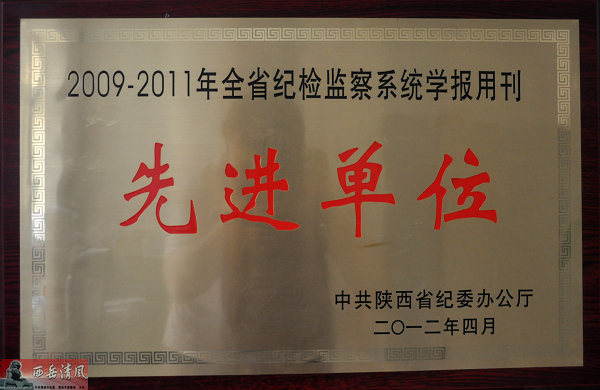 2009-2011年全省纪检监察系统学报用刊
先进单位
中共陕西省纪委办公厅
二〇一二年四月
西岳清风